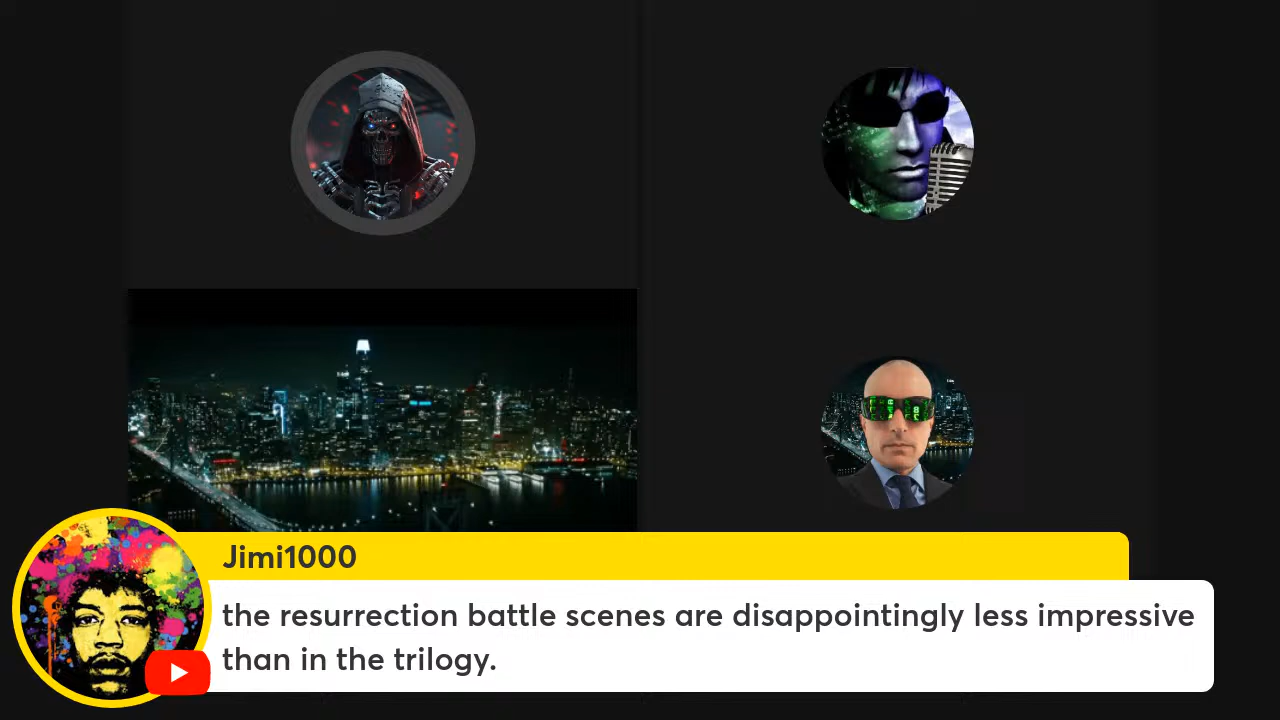 Jimi1000
the resurrection battle scenes are disappointingly less impressive
than in the trilogy.